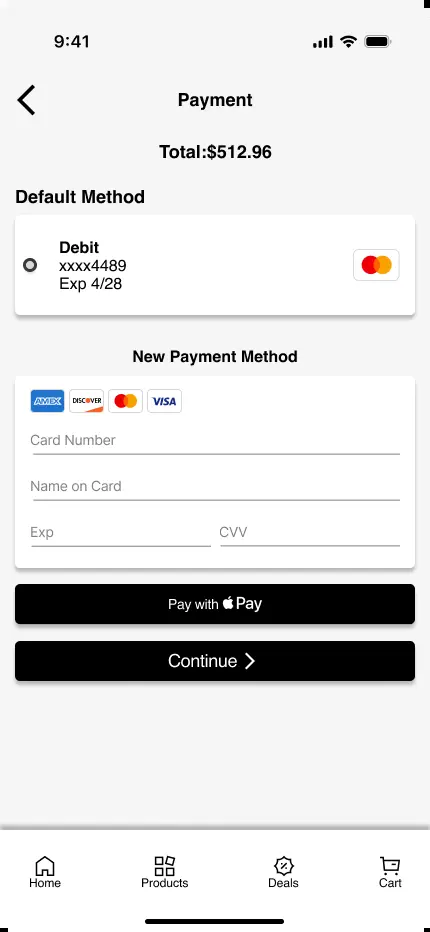 9:41
Payment
Total:$512.96
Default Method
Debit
xxxx4489
Exp 4/28
New Payment Method
AMEX DISCOVER VISA
Card Number
Name on Card
Exp CVV
Pay with Pay
Continue
Home Products Deals Cart